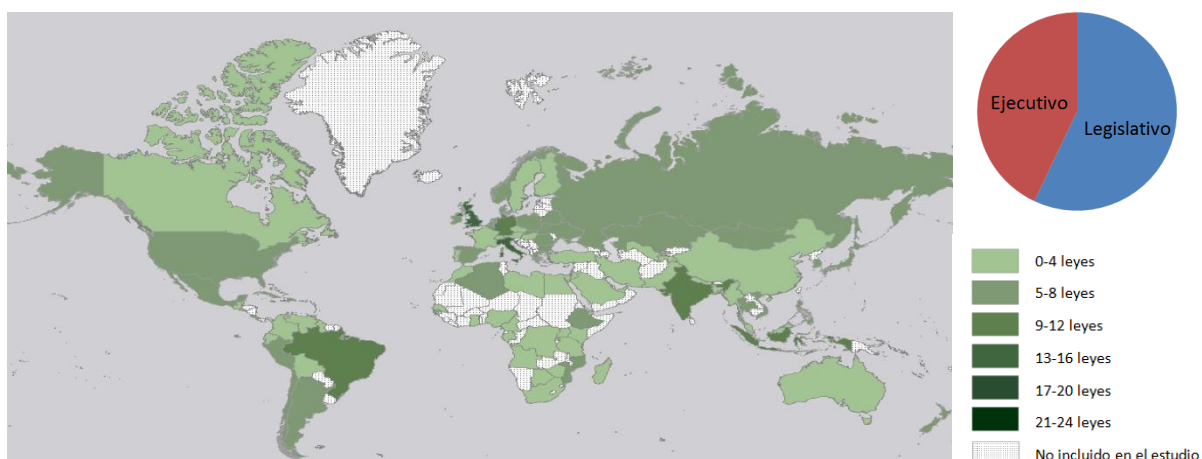 Ejecutivo
Legislativo
0-4 leyes
5-8 leyes
9-12 leyes
13-16 leyes
17-20 leyes
21-24 leyes
No incluido en el estudio